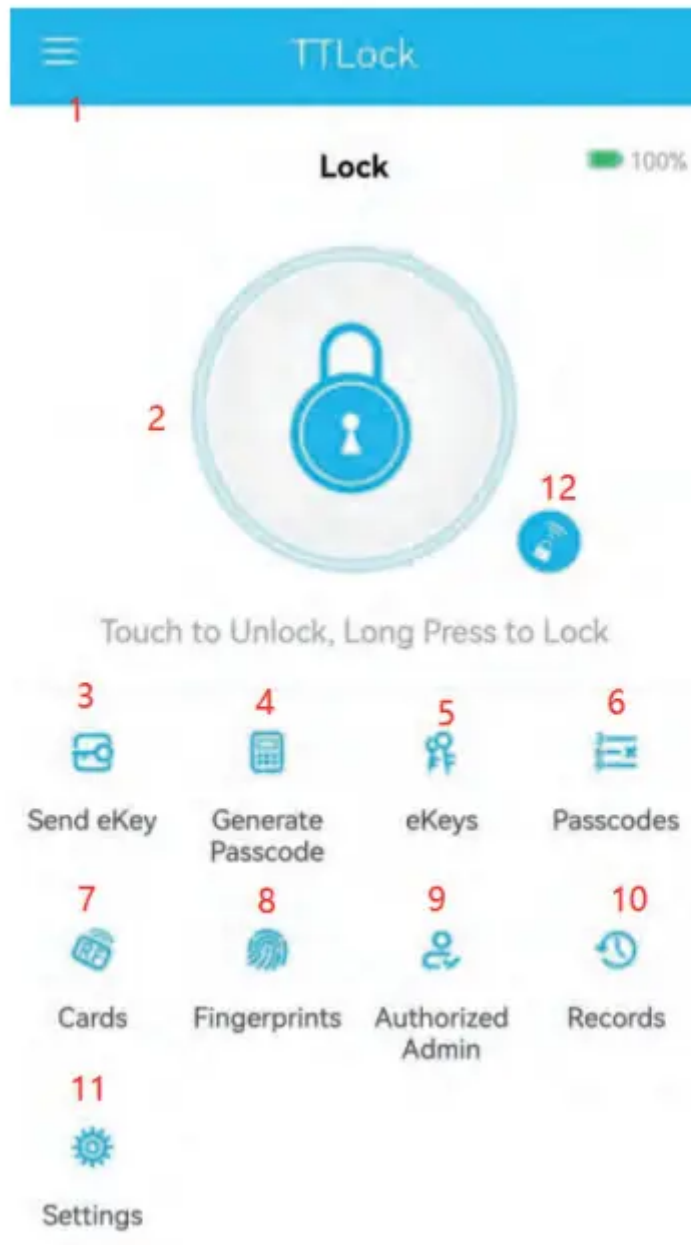 TTLock
1
Lock
100%
2
12
Touch to Unlock, Long Press to Lock
3 4 5 6
Send eKey Generate eKeys Passcodes
Passcode
7 8 9 10
RF
Cards Fingerprints Authorized Records
Admin
11
Settings